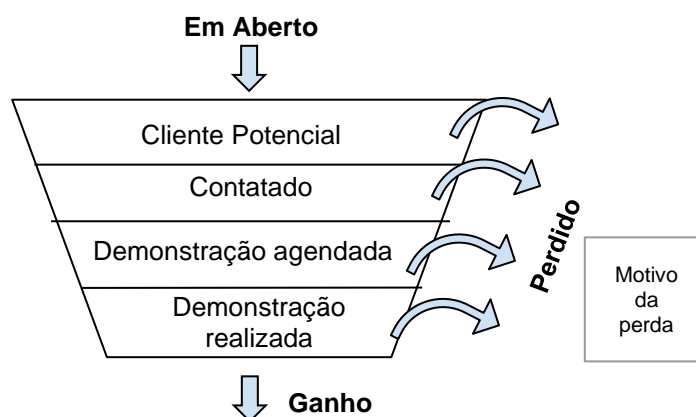 Em Aberto
Cliente Potencial
Contatado
Demonstração agendada
Demonstração
realizada
Ganho
Perdido
Motivo
da
perda